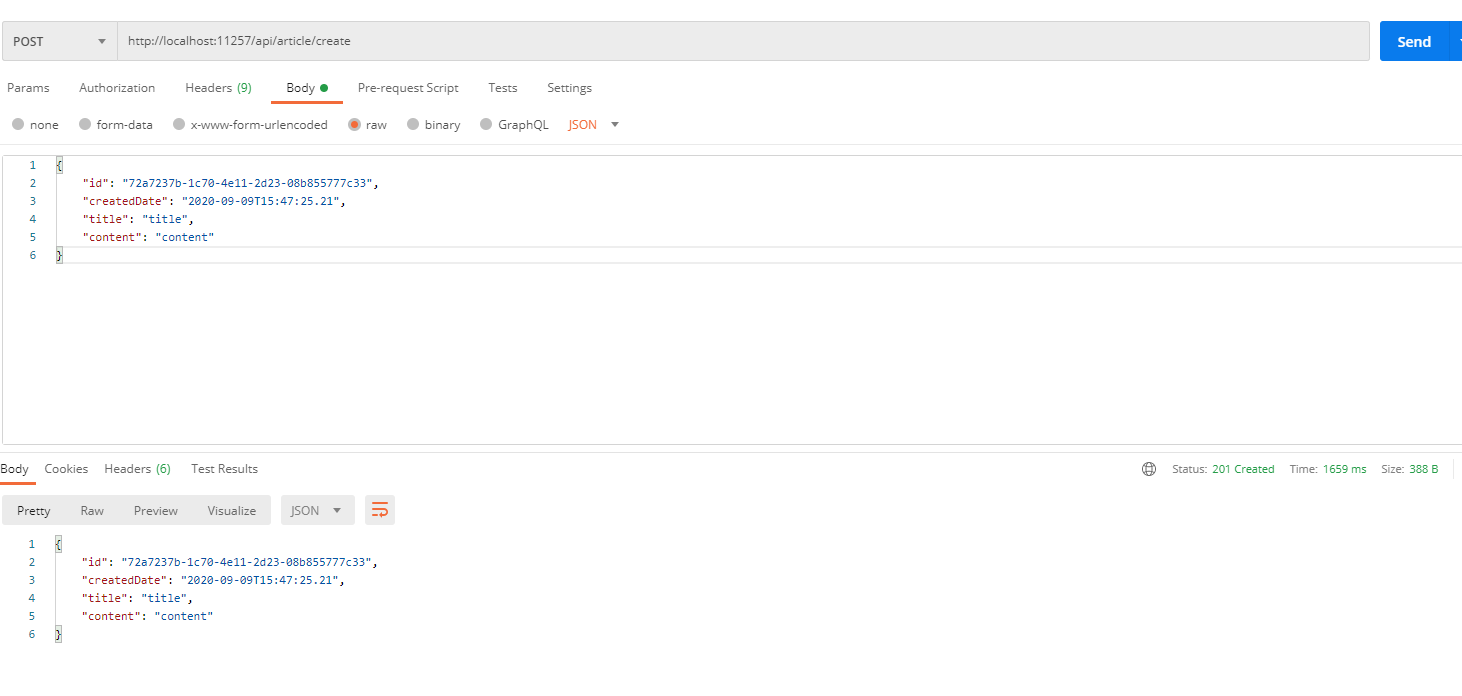 POST http://localhost:11257/api/article/create Send
Params Authorization Headers (9) Body Pre-request Script Tests Settings
none form-data x-www-form-urlencoded raw binary GraphQL JSON
1 {
2 "id": "72a7237b-1c70-4e11-2d23-08b855777c33",
3 "createdDate": "2020-09-09T15:47:25.21",
4 "title": "title",
5 "content": "content"
6 }
Body Cookies Headers (6) Test Results Status: 201 Created Time: 1659 ms Size: 388 B
Pretty Raw Preview Visualize JSON
1 {
2 "id": "72a7237b-1c70-4e11-2d23-08b855777c33",
3 "createdDate": "2020-09-09T15:47:25.21",
4 "title": "title",
5 "content": "content"
6 }